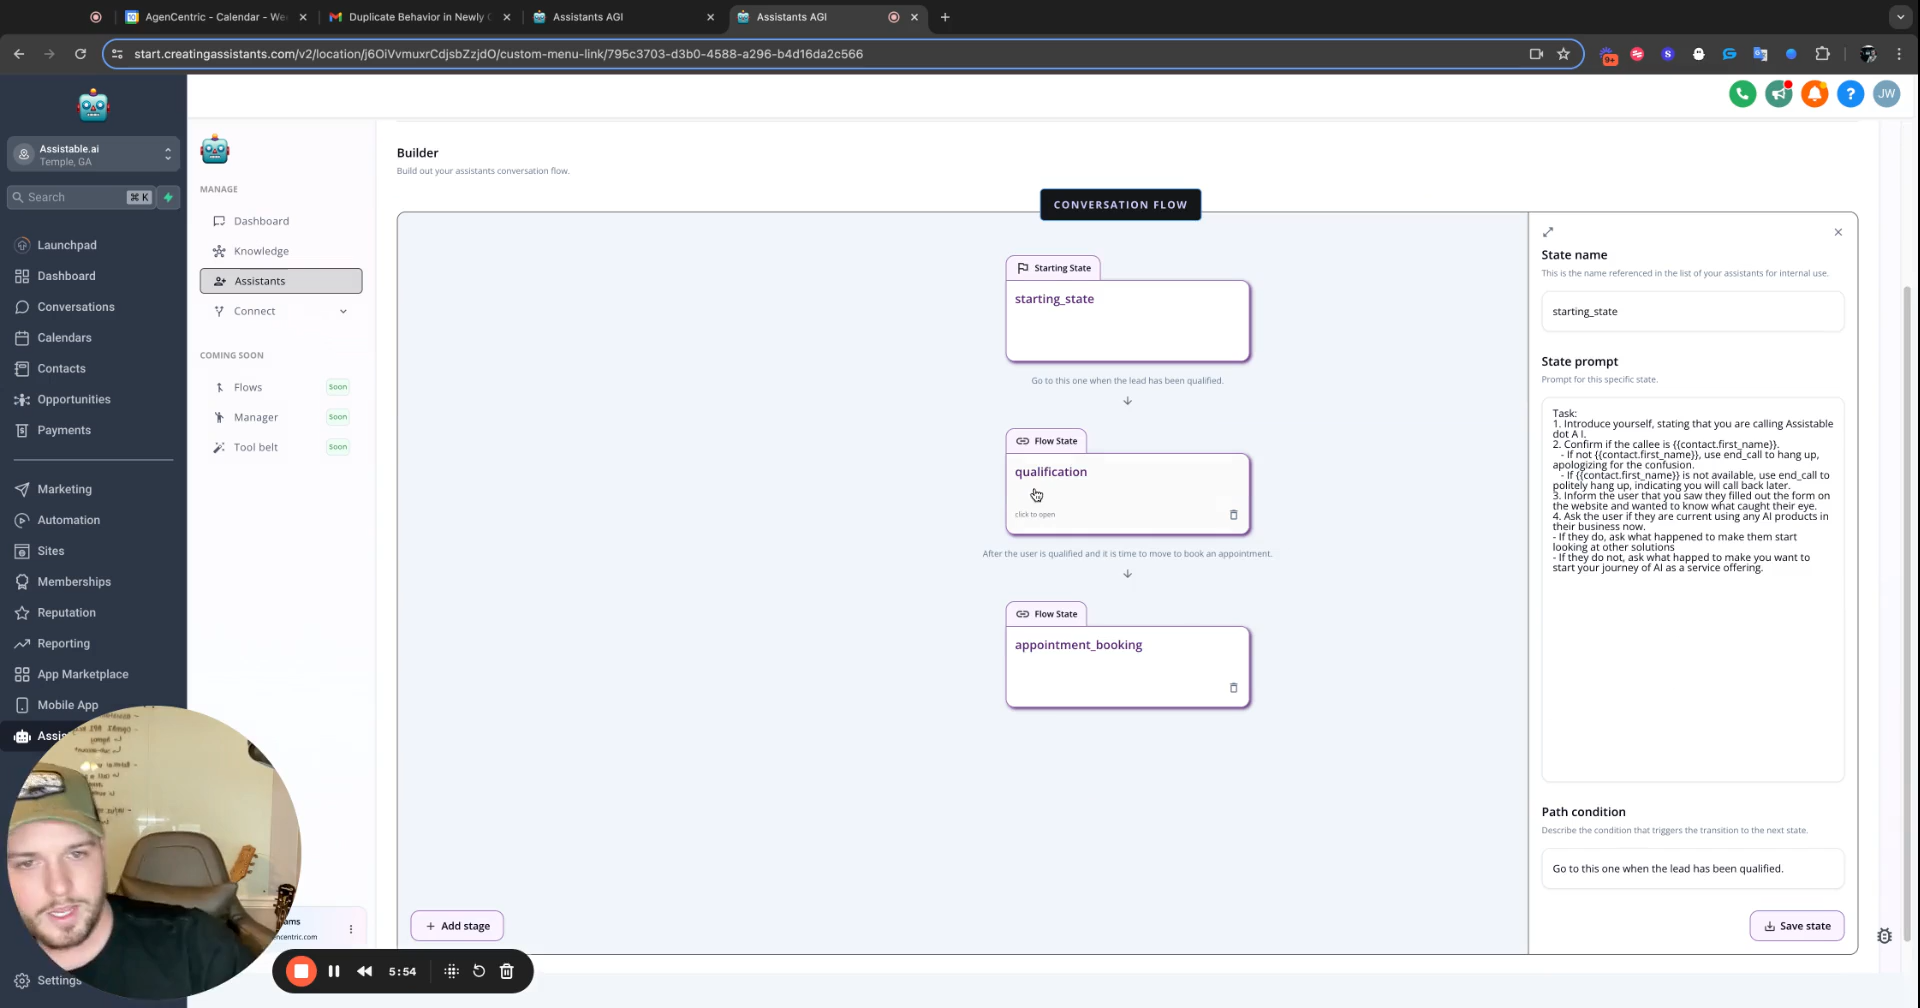 AgenCentric - Calendar - We
Duplicate Behavior in Newly C
Assistants AGI
Assistants AGI
start.creatingassistants.com/v2/location/j6OiVvmuxrCdjsbZzjdO/custom-menu-link/795c3703-d3b0-4588-a296-b4d16da2c566
9+
JW
Assistable.ai
Temple, GA
Search
⌘ K
Launchpad
Dashboard
Conversations
Calendars
Contacts
Opportunities
Payments
Marketing
Automation
Sites
Memberships
Reputation
Reporting
App Marketplace
Mobile App
Assis
Settings
MANAGE
Dashboard
Knowledge
Assistants
Connect
COMING SOON
Flows
Soon
Manager
Soon
Tool belt
Soon
ams
encentric.com
Builder
Build out your assistants conversation flow.
CONVERSATION FLOW
Starting State
starting_state
Go to this one when the lead has been qualified.
Flow State
qualification
click to open
After the user is qualified and it is time to move to book an appointment.
Flow State
appointment_booking
+ Add stage
5:54
State name
This is the name referenced in the list of your assistants for internal use.
starting_state
State prompt
Prompt for this specific state.
Task:
1. Introduce yourself, stating that you are calling Assistable
dot A I.
2. Confirm if the callee is {{contact.first_name}}.
- If not {{contact.first_name}}, use end_call to hang up,
apologizing for the confusion.
- If {{contact.first_name}} is not available, use end_call to
politely hang up, indicating you will call back later.
3. Inform the user that you saw they filled out the form on
the website and wanted to know what caught their eye.
4. Ask the user if they are current using any AI products in
their business now.
- If they do, ask what happened to make them start
looking at other solutions
- If they do not, ask what happed to make you want to
start your journey of AI as a service offering.
Path condition
Describe the condition that triggers the transition to the next state.
Go to this one when the lead has been qualified.
Save state